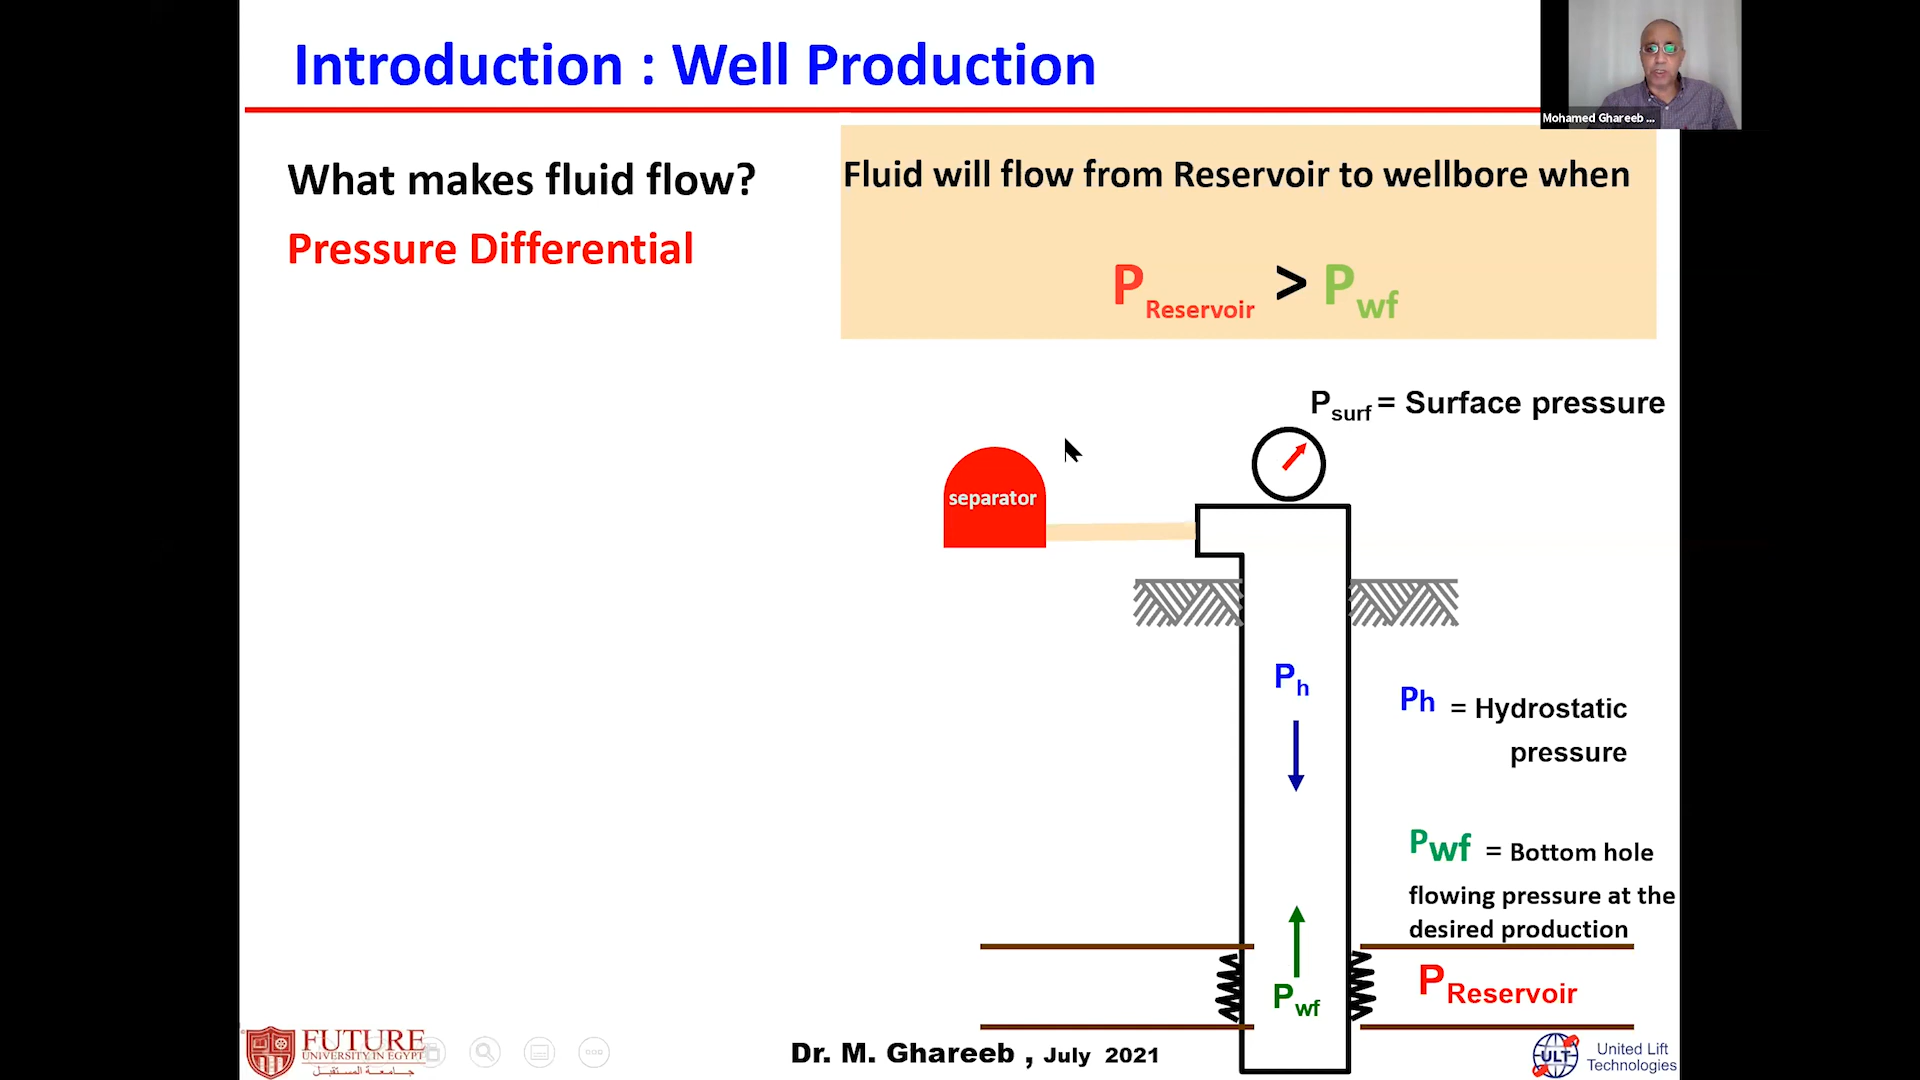 Introduction : Well Production
Mohamed Ghareeb ...
What makes fluid flow?
Pressure Differential
Fluid will flow from Reservoir to wellbore when
P Reservoir > P wf
P surf = Surface pressure
separator
P h
Ph = Hydrostatic
pressure
Pwf = Bottom hole
flowing pressure at the
desired production
P Reservoir
P wf
FUTURE
UNIVERSITY IN EGYPT
جامعة المستقبل
Dr. M. Ghareeb , July 2021
ULT
United Lift
Technologies